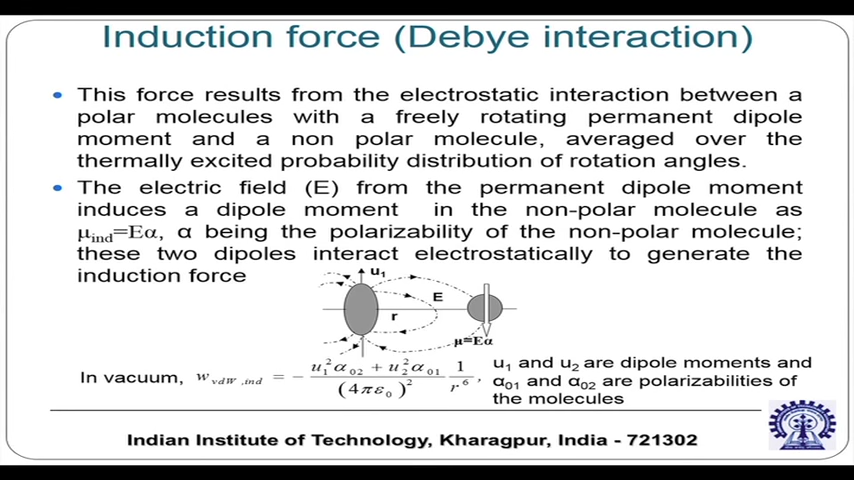 Induction force (Debye interaction)
• This force results from the electrostatic interaction between a
polar molecules with a freely rotating permanent dipole
moment and a non polar molecule, averaged over the
thermally excited probability distribution of rotation angles.
• The electric field (E) from the permanent dipole moment
induces a dipole moment in the non-polar molecule as
μind=Eα, α being the polarizability of the non-polar molecule;
these two dipoles interact electrostatically to generate the
induction force
u1
E
r
μ=Eα
In vacuum, w vdW,ind = − (u1² α02 + u2² α01) / (4πε0)² 1 / r⁶,
u1 and u2 are dipole moments and
α01 and α02 are polarizabilities of
the molecules
Indian Institute of Technology, Kharagpur, India - 721302